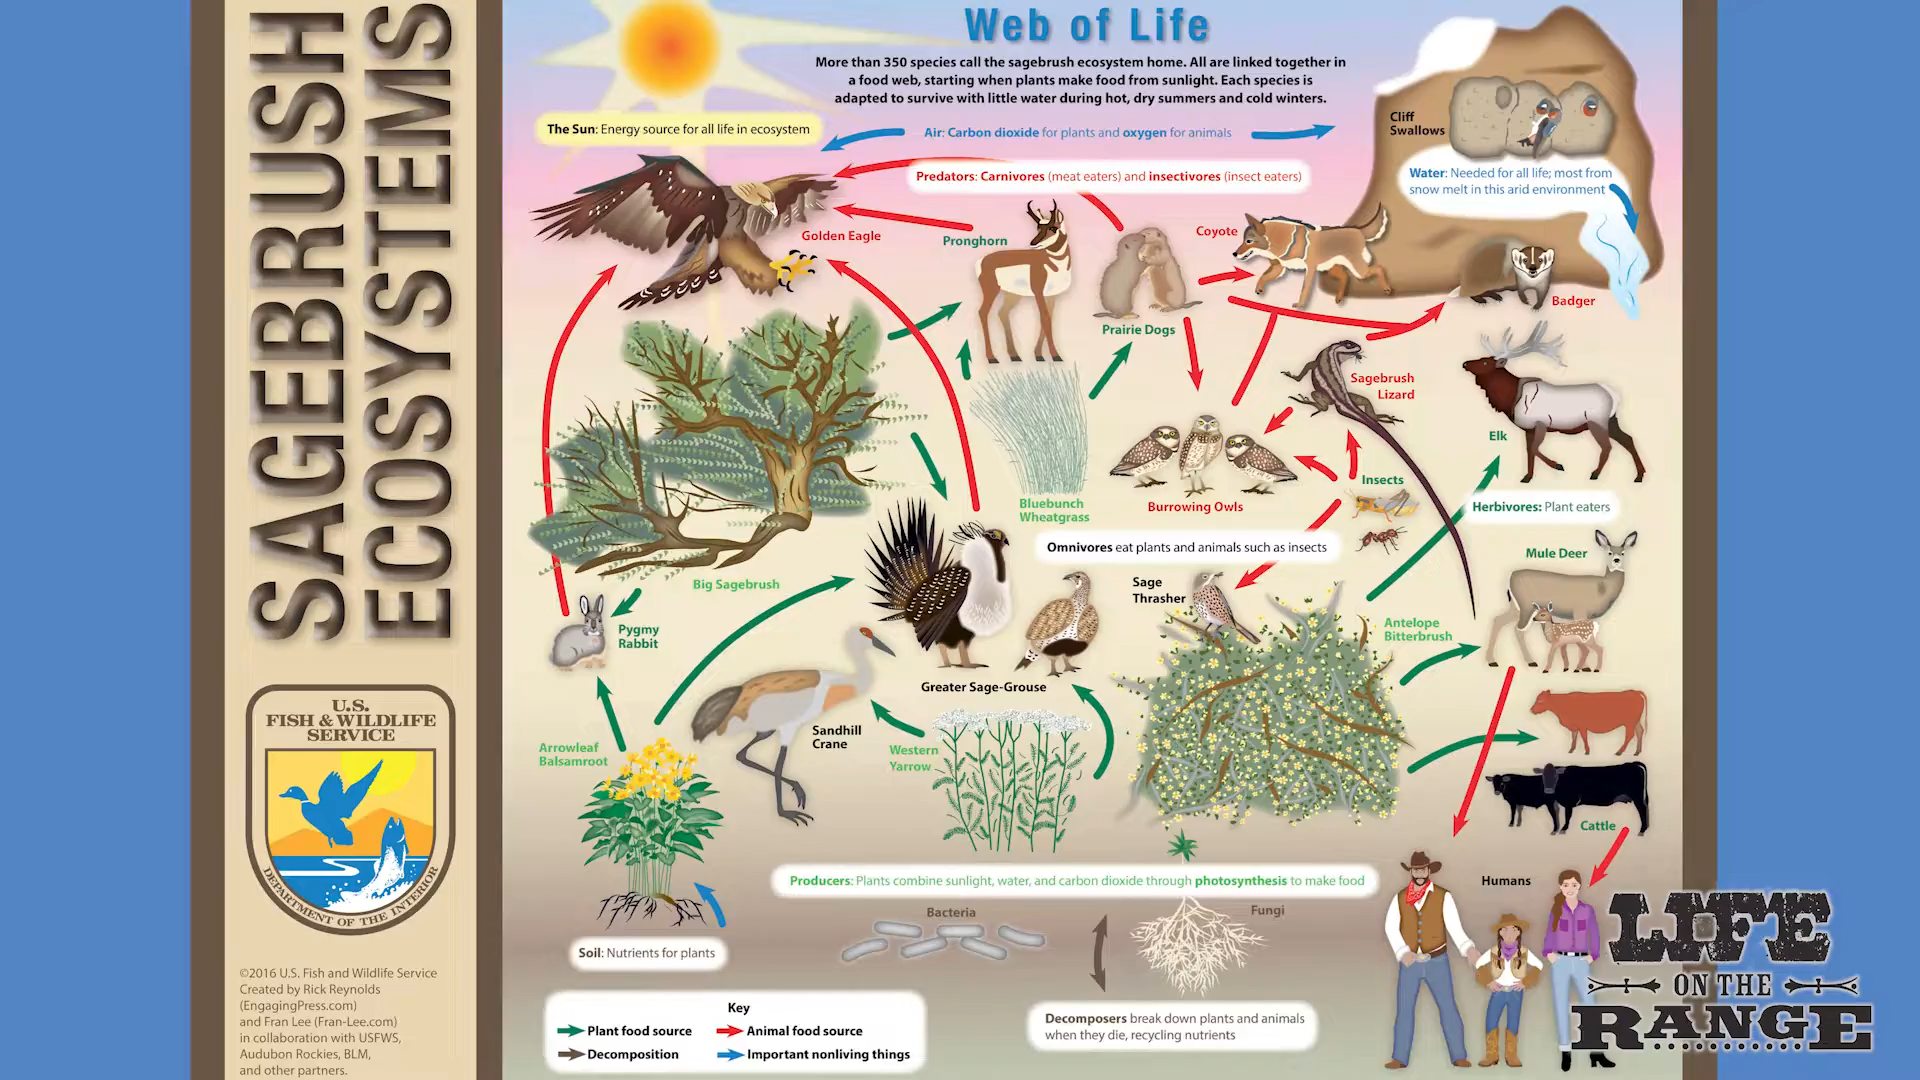 SAGEBRUSH
ECOSYSTEMS
U.S.
FISH & WILDLIFE
SERVICE
DEPARTMENT OF THE INTERIOR
©2016 U.S. Fish and Wildlife Service
Created by Rick Reynolds
(EngagingPress.com)
and Fran Lee (Fran-Lee.com)
in collaboration with USFWS,
Audubon Rockies, BLM,
and other partners.
Web of Life
More than 350 species call the sagebrush ecosystem home. All are linked together in
a food web, starting when plants make food from sunlight. Each species is
adapted to survive with little water during hot, dry summers and cold winters.
The Sun: Energy source for all life in ecosystem
Air: Carbon dioxide for plants and oxygen for animals
Cliff
Swallows
Water: Needed for all life; most from
snow melt in this arid environment
Predators: Carnivores (meat eaters) and insectivores (insect eaters)
Golden Eagle
Pronghorn
Coyote
Badger
Prairie Dogs
Sagebrush
Lizard
Elk
Insects
Bluebunch
Wheatgrass
Burrowing Owls
Herbivores: Plant eaters
Omnivores eat plants and animals such as insects
Mule Deer
Big Sagebrush
Sage
Thrasher
Pygmy
Rabbit
Antelope
Bitterbrush
Greater Sage-Grouse
Sandhill
Crane
Arrowleaf
Balsamroot
Western
Yarrow
Cattle
Producers: Plants combine sunlight, water, and carbon dioxide through photosynthesis to make food
Humans
Bacteria
Fungi
Soil: Nutrients for plants
Key
Plant food source
Animal food source
Decomposition
Important nonliving things
Decomposers break down plants and animals
when they die, recycling nutrients
LIFE
ON THE
RANGE